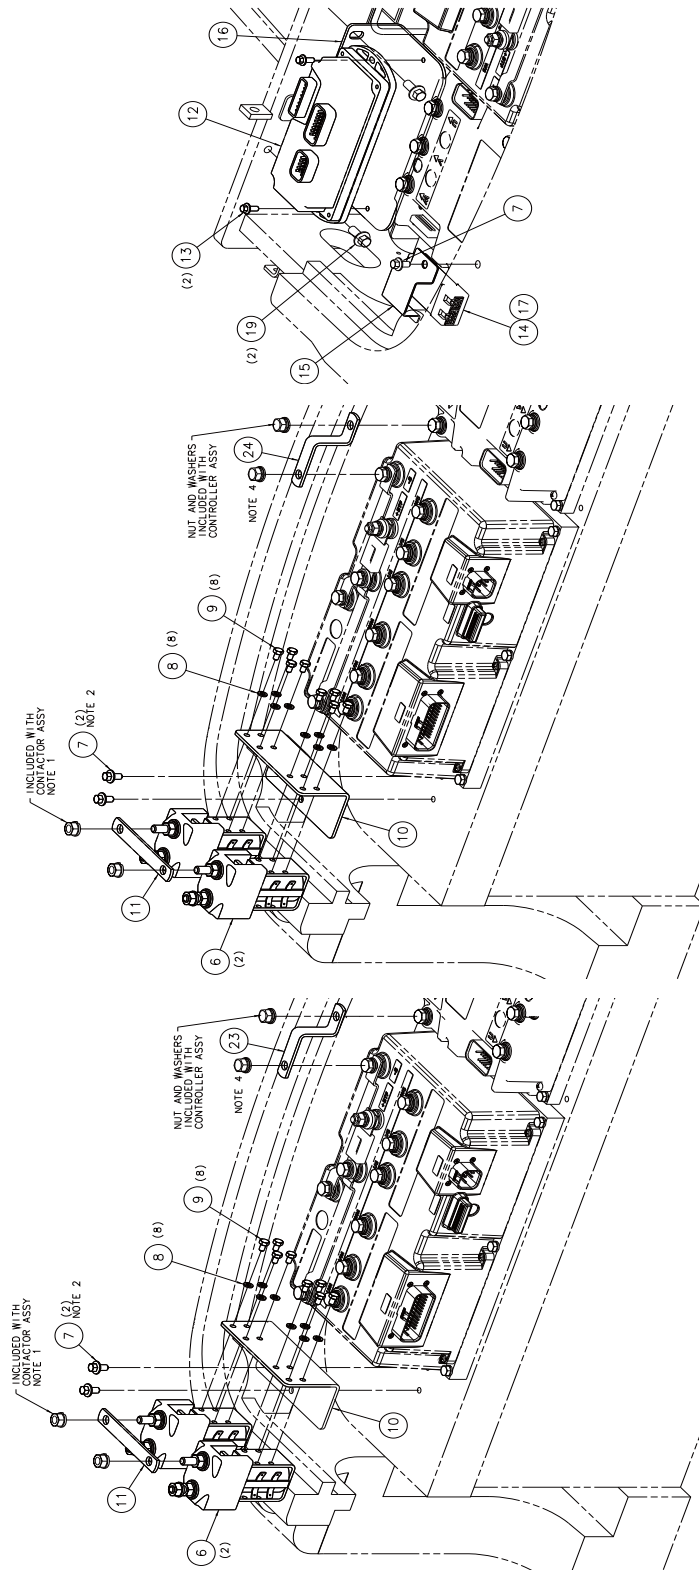 16
12
13
(2)
19
(2)
15
7
17
14
NUT AND WASHERS
INCLUDED WITH
CONTROLLER ASSY
24
NOTE 4
9 (8)
8 (8)
INCLUDED WITH
CONTACTOR ASSY
NOTE 1
7 (2)
NOTE 2
11
10
6 (2)
NUT AND WASHERS
INCLUDED WITH
CONTROLLER ASSY
23
NOTE 4
9 (8)
8 (8)
INCLUDED WITH
CONTACTOR ASSY
NOTE 1
7 (2)
NOTE 2
11
10
6 (2)